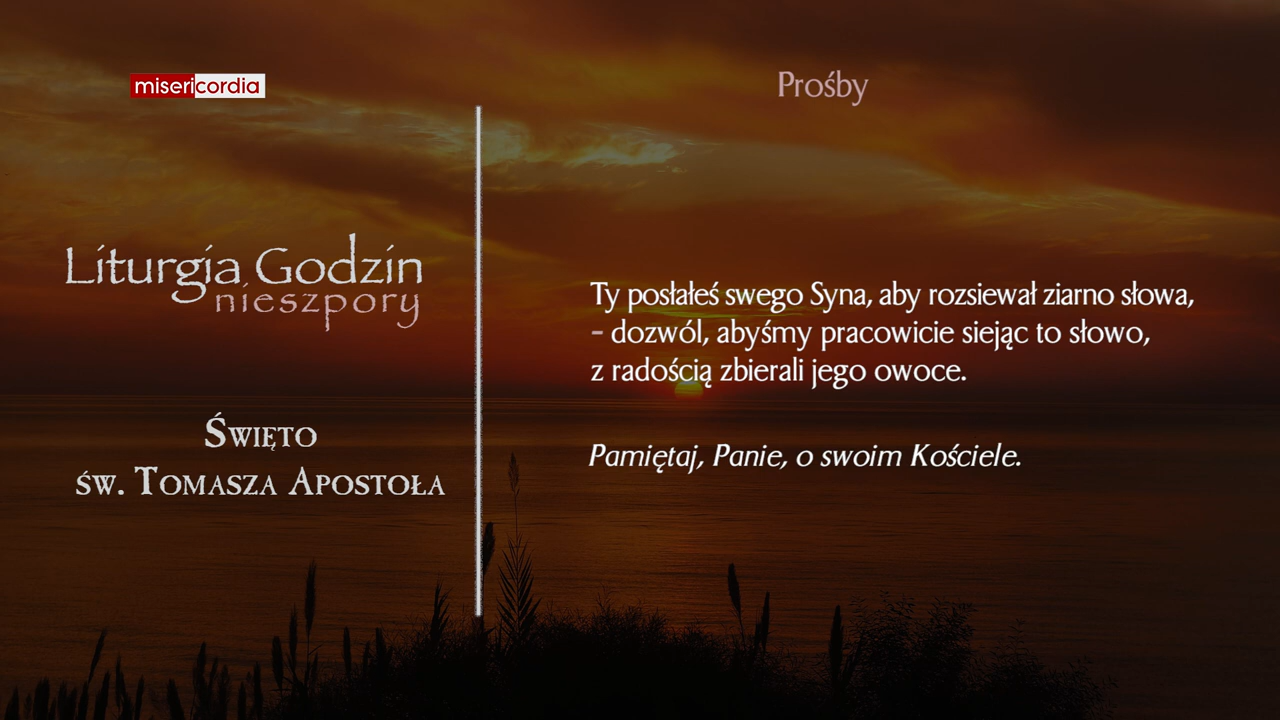 misericordia
Liturgia Godzin
nieszpory
Święto
św. Tomasza Apostoła
Prośby
Ty posłałeś swego Syna, aby rozsiewał ziarno słowa,
- dozwól, abyśmy pracowicie siejąc to słowo,
z radością zbierali jego owoce.
Pamiętaj, Panie, o swoim Kościele.